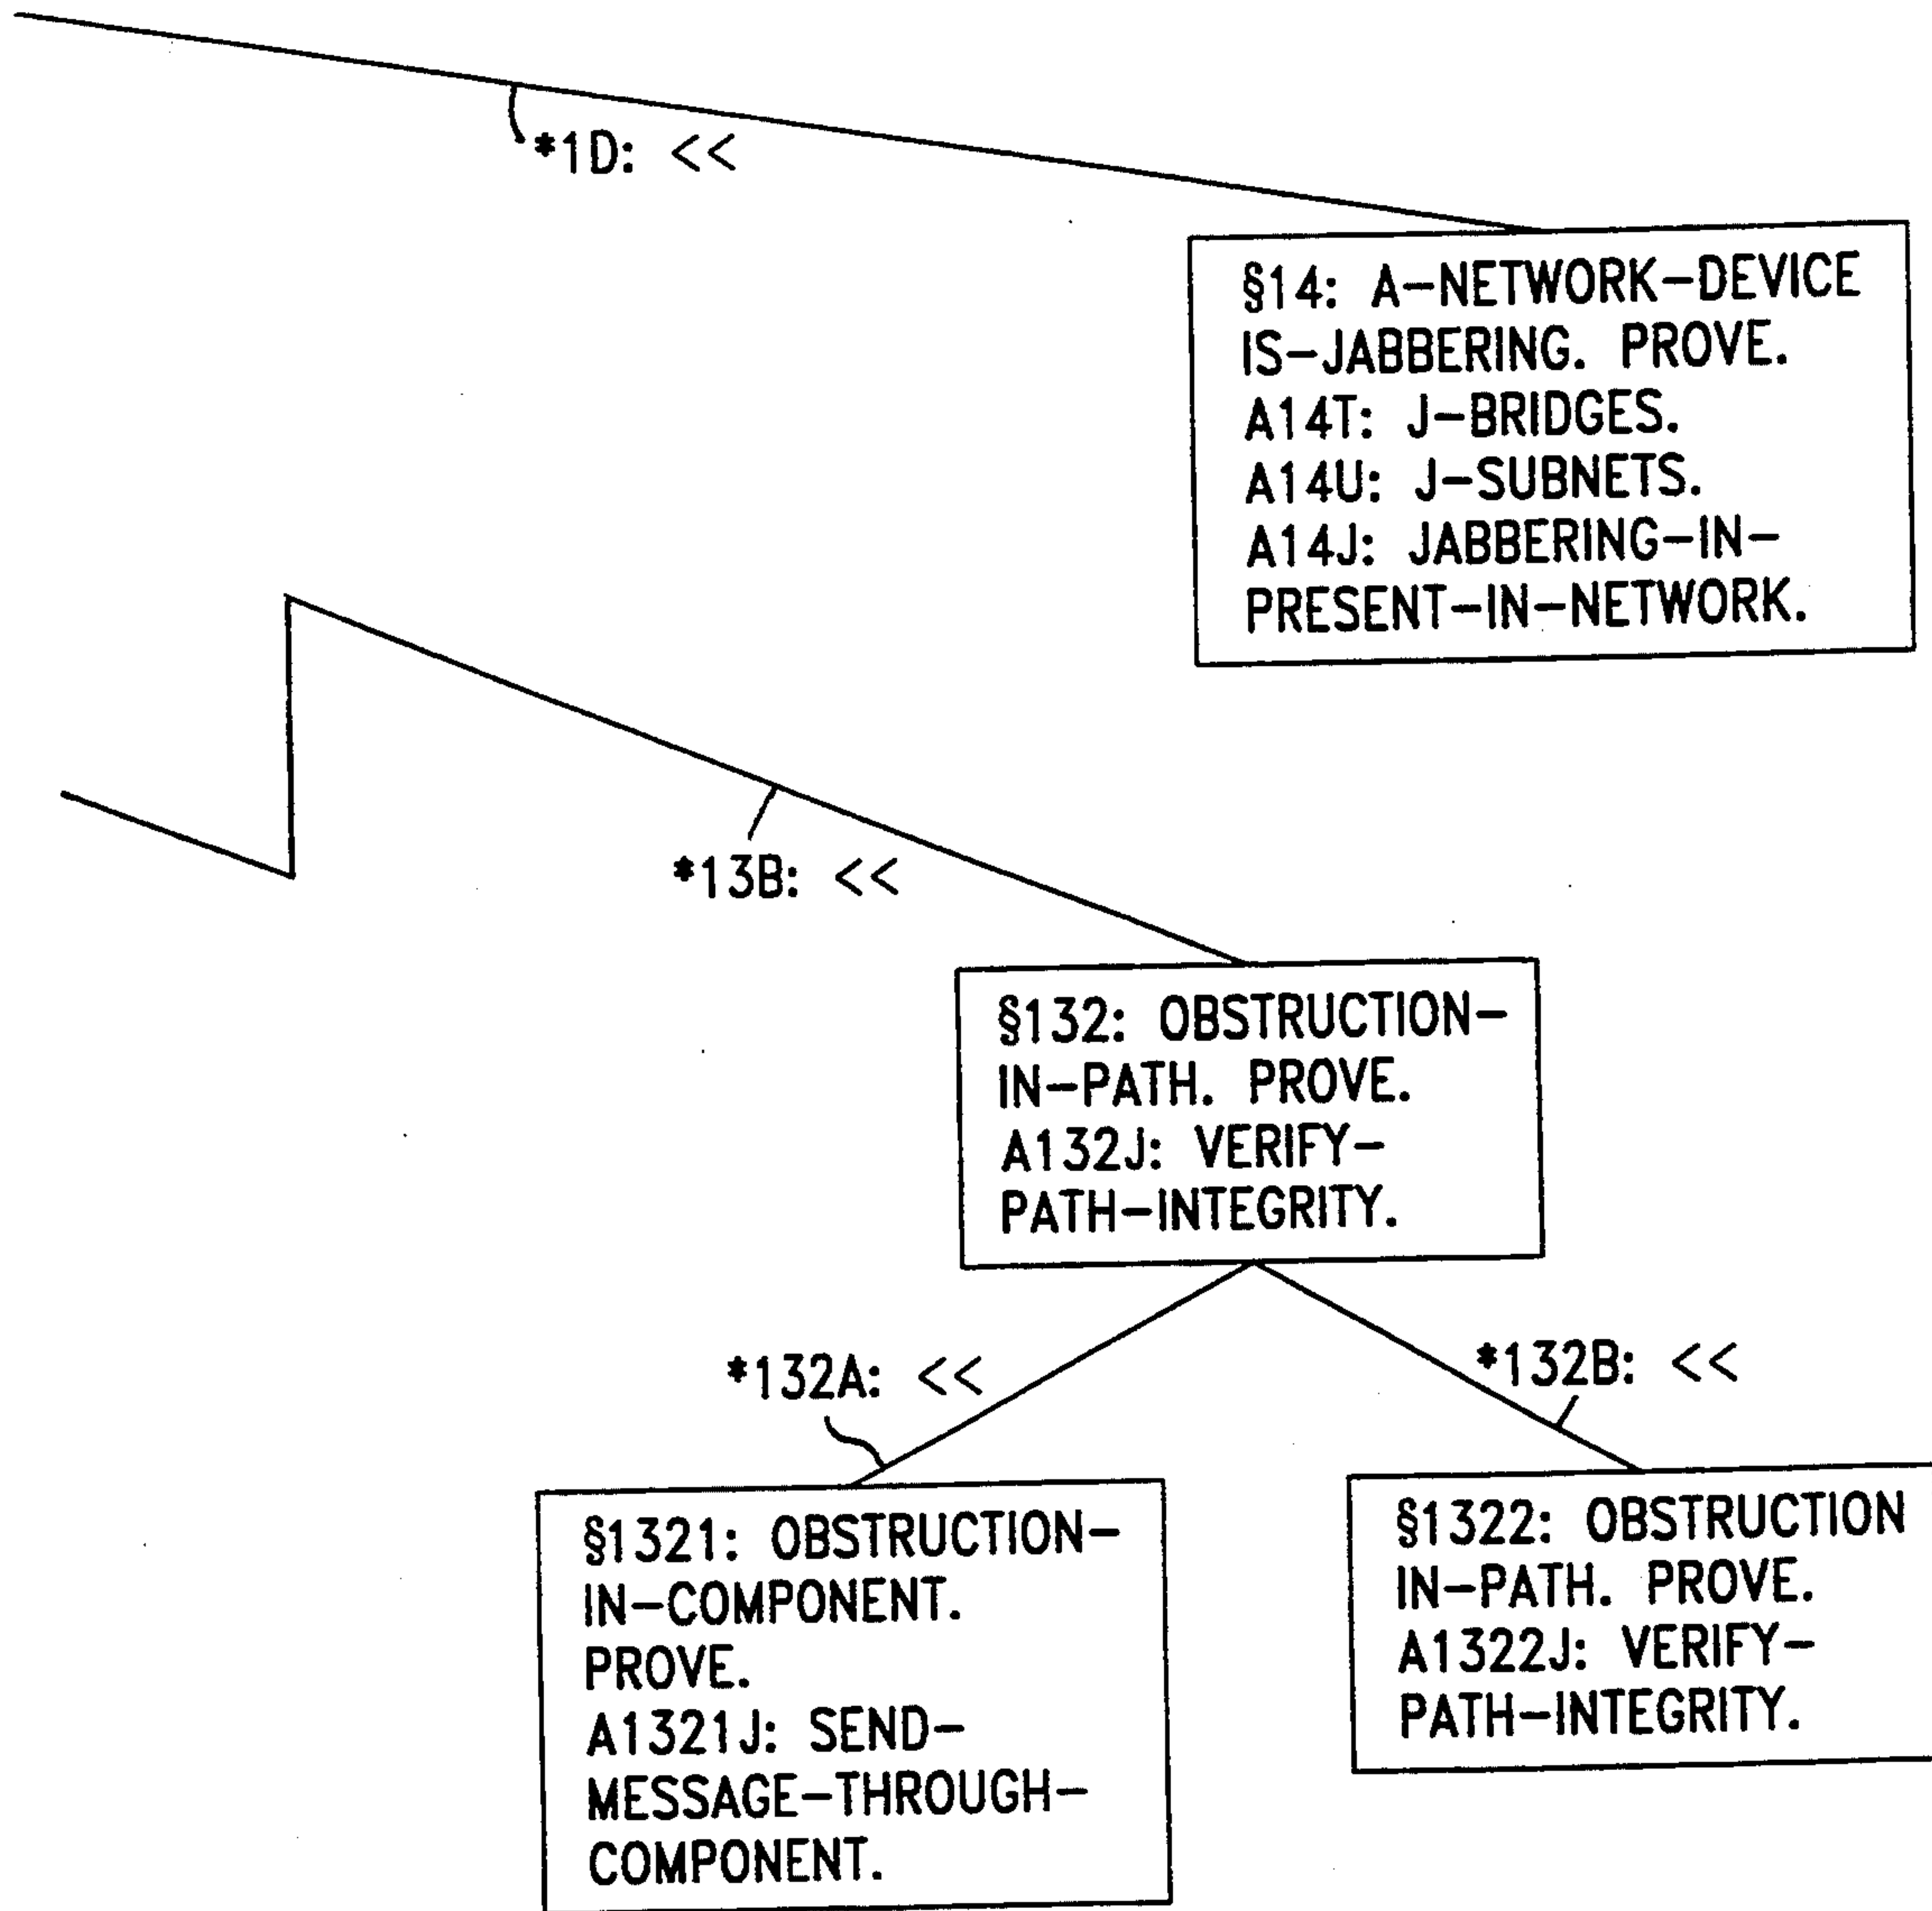 *1D: <<
§14: A-NETWORK-DEVICE
IS-JABBERING. PROVE.
A14T: J-BRIDGES.
A14U: J-SUBNETS.
A14J: JABBERING-IN-
PRESENT-IN-NETWORK.
*13B: <<
§132: OBSTRUCTION-
IN-PATH. PROVE.
A132J: VERIFY-
PATH-INTEGRITY.
*132A: <<
*132B: <<
§1321: OBSTRUCTION-
IN-COMPONENT.
PROVE.
A1321J: SEND-
MESSAGE-THROUGH-
COMPONENT.
§1322: OBSTRUCTION
IN-PATH. PROVE.
A1322J: VERIFY-
PATH-INTEGRITY.